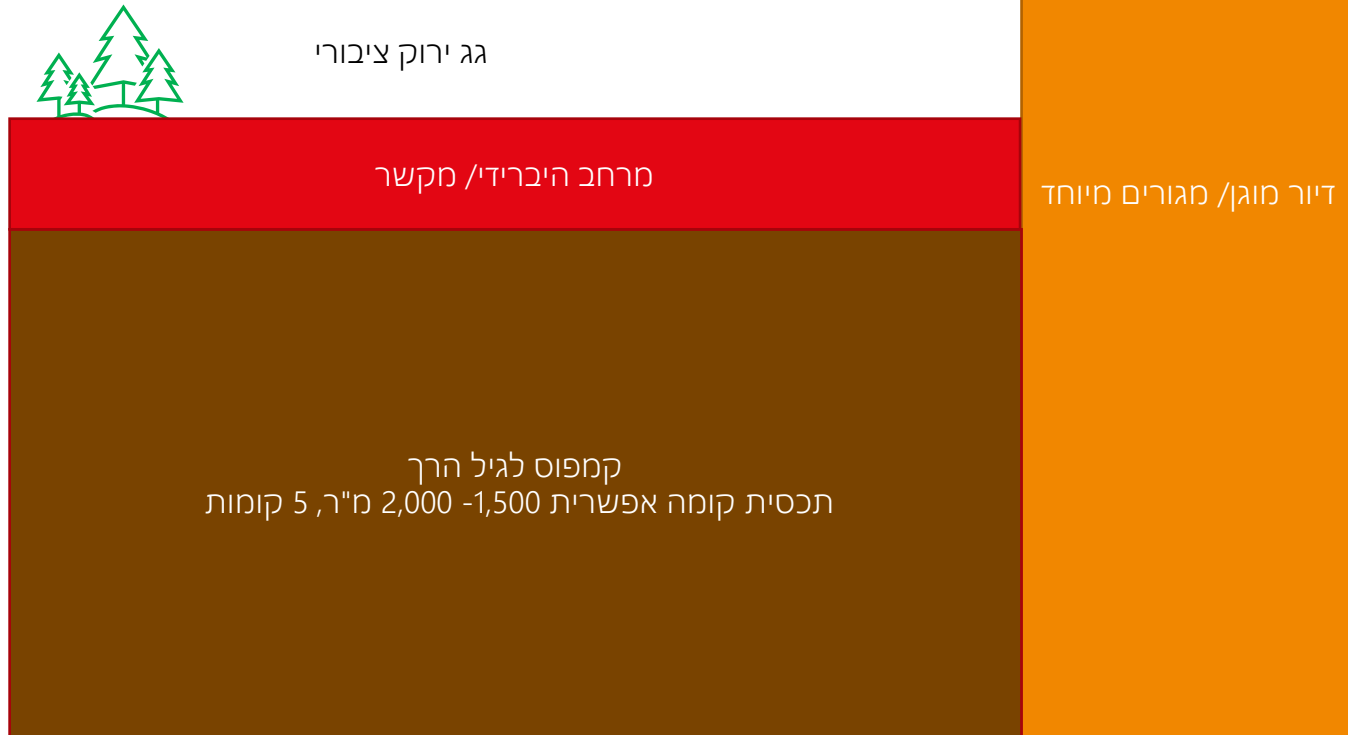 גג ירוק ציבורי
מרחב היברידי/ מקשר
דיור מוגן/ מגורים מיוחד
קמפוס לגיל הרך
תכסית קומה אפשרית 1,500- 2,000 מ"ר, 5 קומות